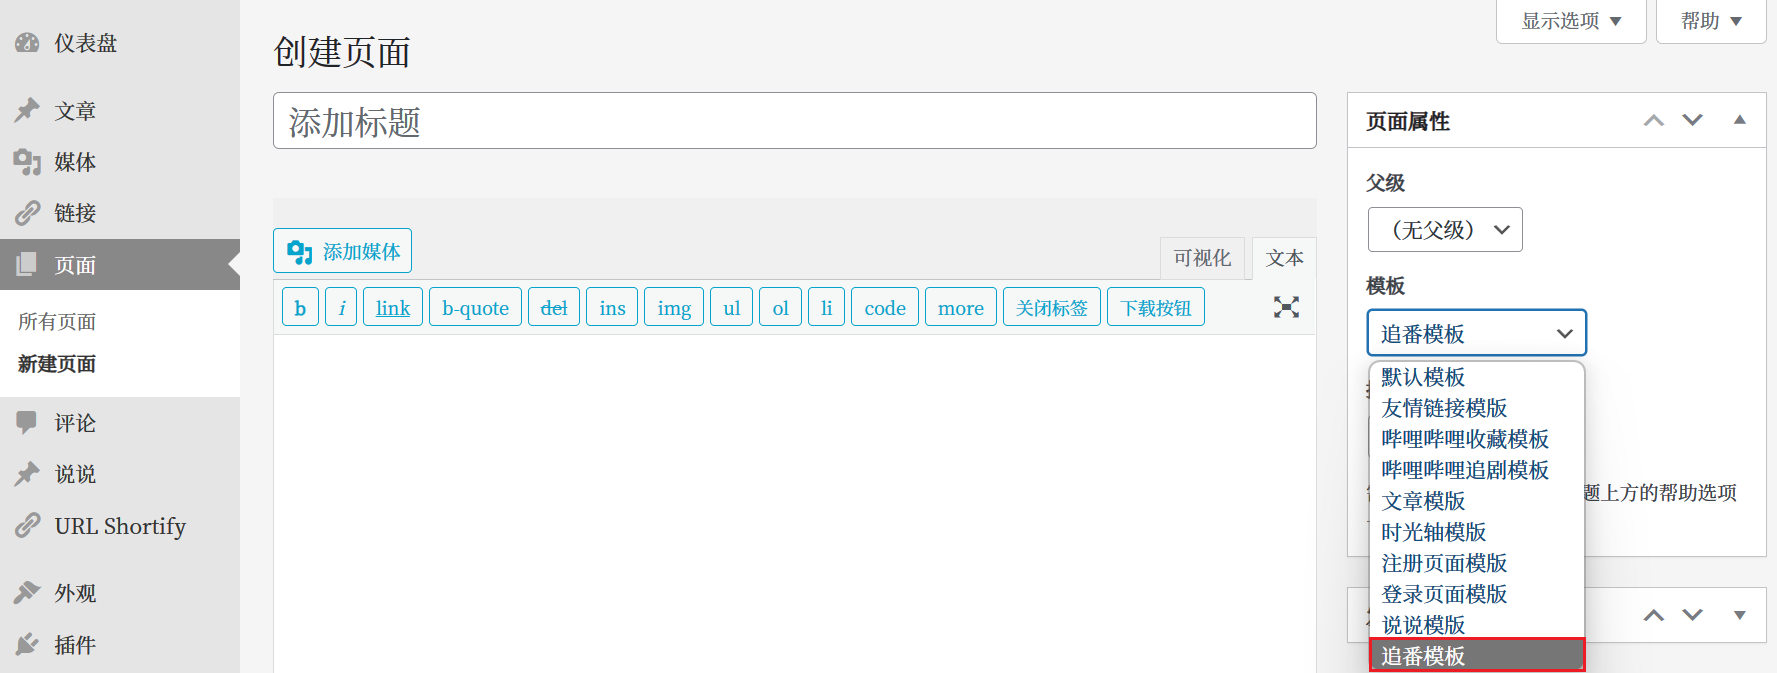 显示选项
帮助
仪表盘
文章
媒体
链接
页面
所有页面
新建页面
评论
说说
URL Shortify
外观
插件
创建页面
添加标题
添加媒体
可视化
文本
b i link b-quote del ins img ul ol li code more 关闭标签 下载按钮
页面属性
父级
（无父级）
模板
追番模板
默认模板
友情链接模版
哔哩哔哩收藏模板
哔哩哔哩追剧模板
文章模版
题上方的帮助选项
时光轴模版
注册页面模版
登录页面模版
说说模版
追番模板